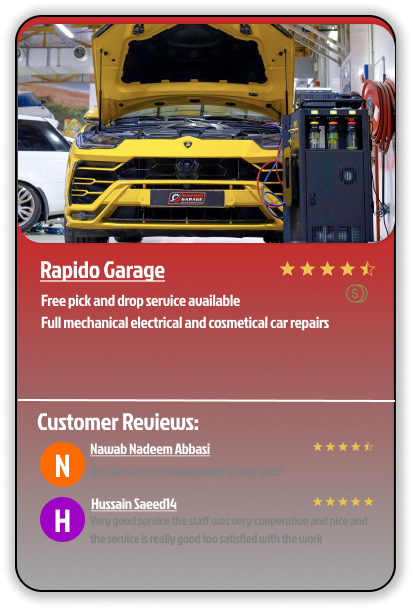 RAPIDO
GARAGE
Rapido Garage
Free pick and drop service available
Full mechanical electrical and cosmetical car repairs
Customer Reviews:
N
Nawab Nadeem Abbasi
Best Services nd management is very Good
H
Hussain Saeed14
Very good service the staff was very cooperative and nice and
the service is really good too satisfied with the work